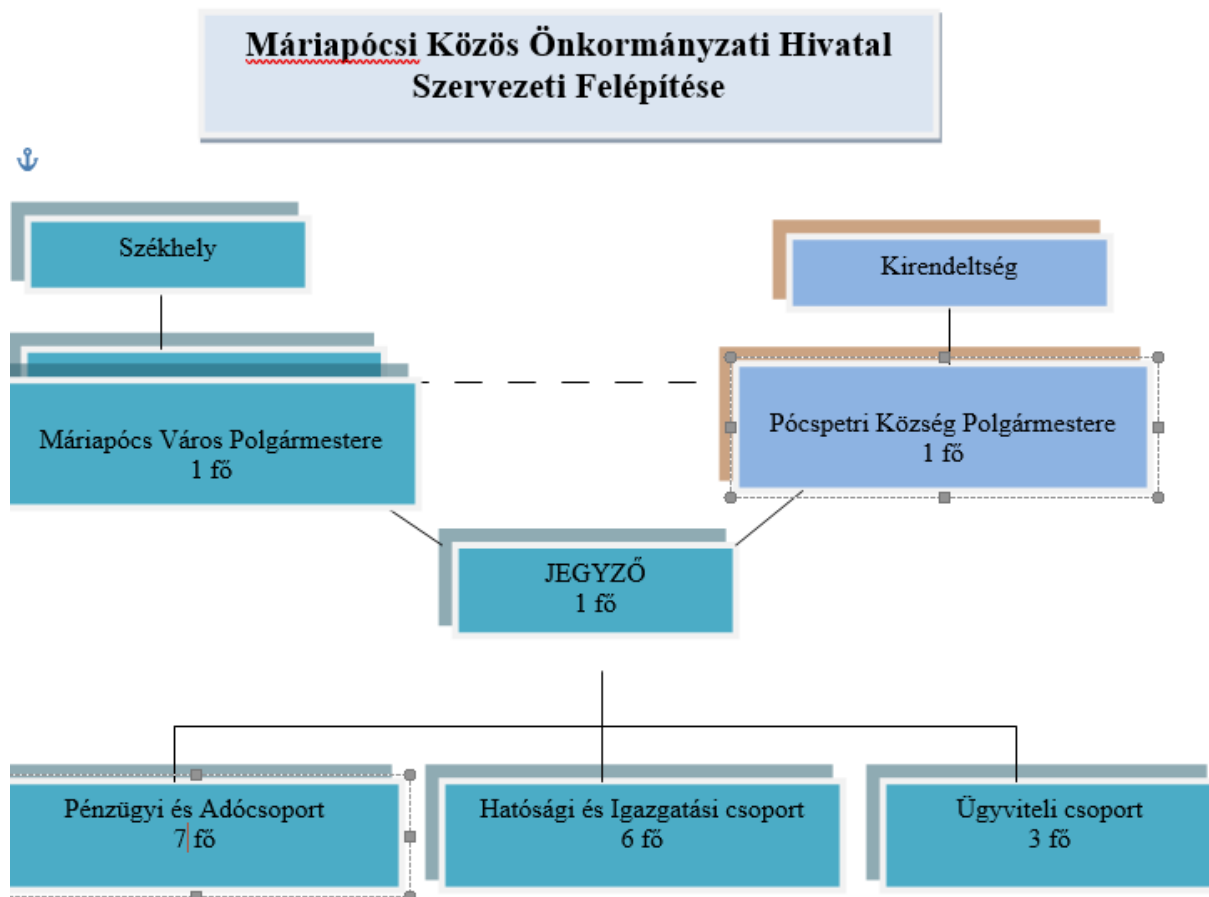 Máriapócsi Közös Önkormányzati Hivatal
Szervezeti Felépítése
Székhely
Kirendeltség
Máriapócs Város Polgármestere
1 fő
Pócspetri Község Polgármestere
1 fő
JEGYZŐ
1 fő
Pénzügyi és Adócsoport
7 fő
Hatósági és Igazgatási csoport
6 fő
Ügyviteli csoport
3 fő